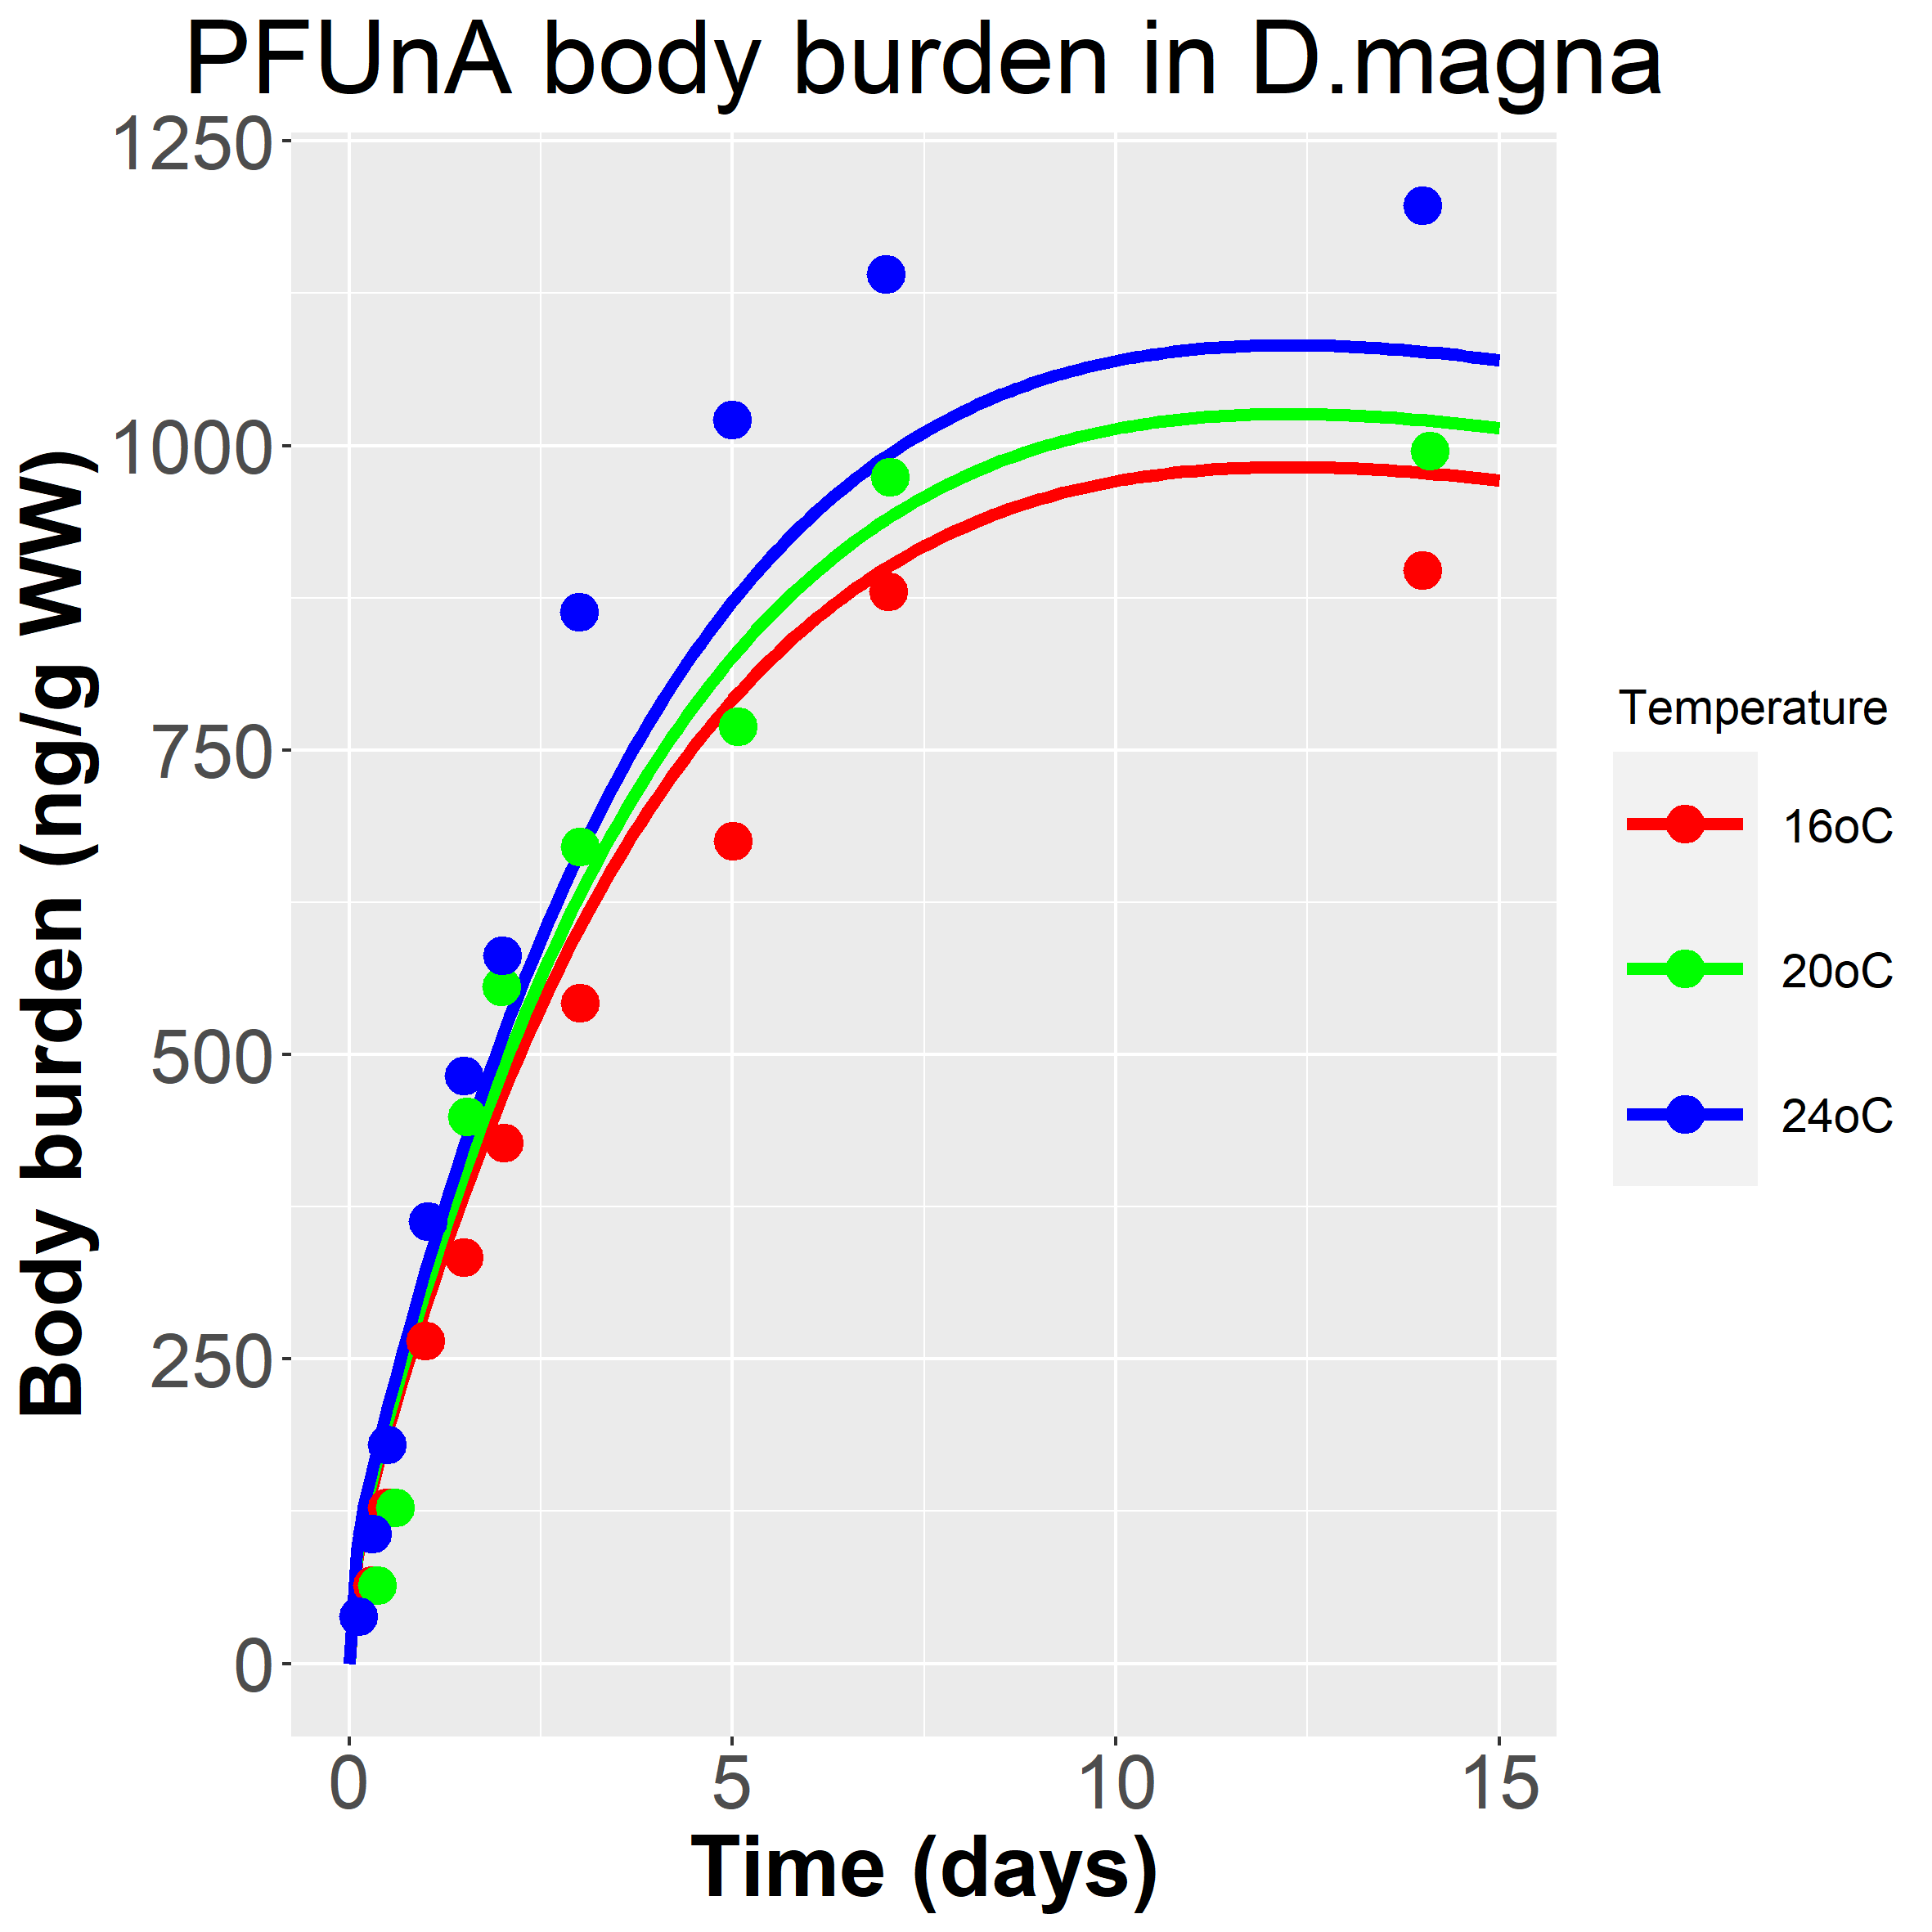 PFUnA body burden in D.magna
Body burden (ng/g WW)
1250
1000
750
500
250
0
0
5
10
15
Time (days)
Temperature
16oC
20oC
24oC